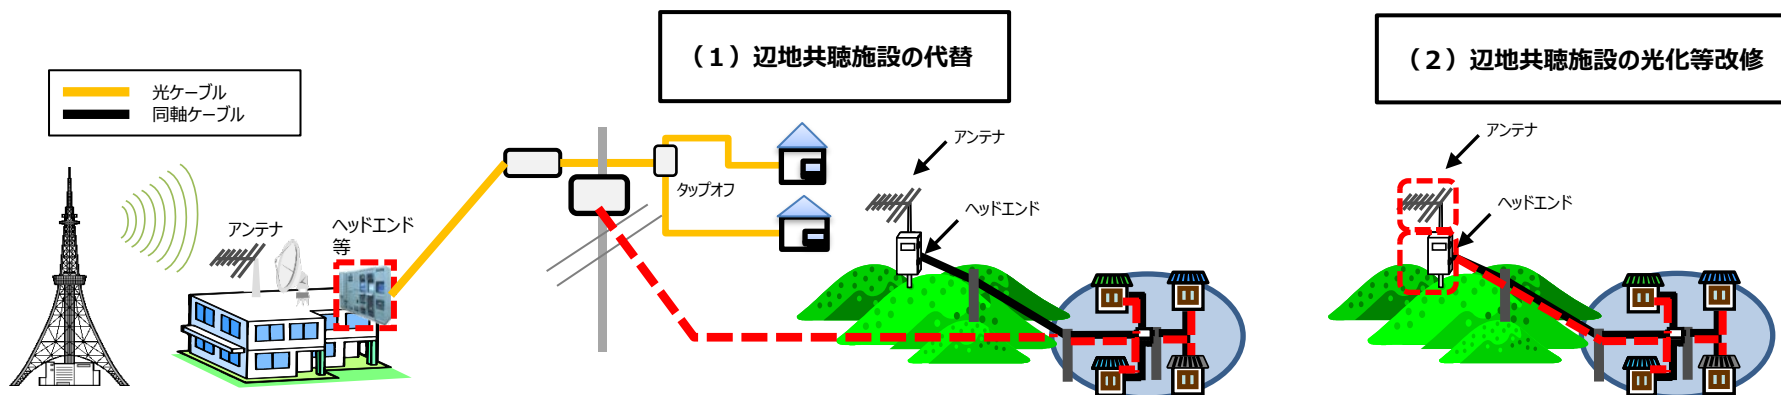 （１）辺地共聴施設の代替
（２）辺地共聴施設の光化等改修
光ケーブル
同軸ケーブル
アンテナ
ヘッドエンド
等
タップオフ
アンテナ
ヘッドエンド
アンテナ
ヘッドエンド